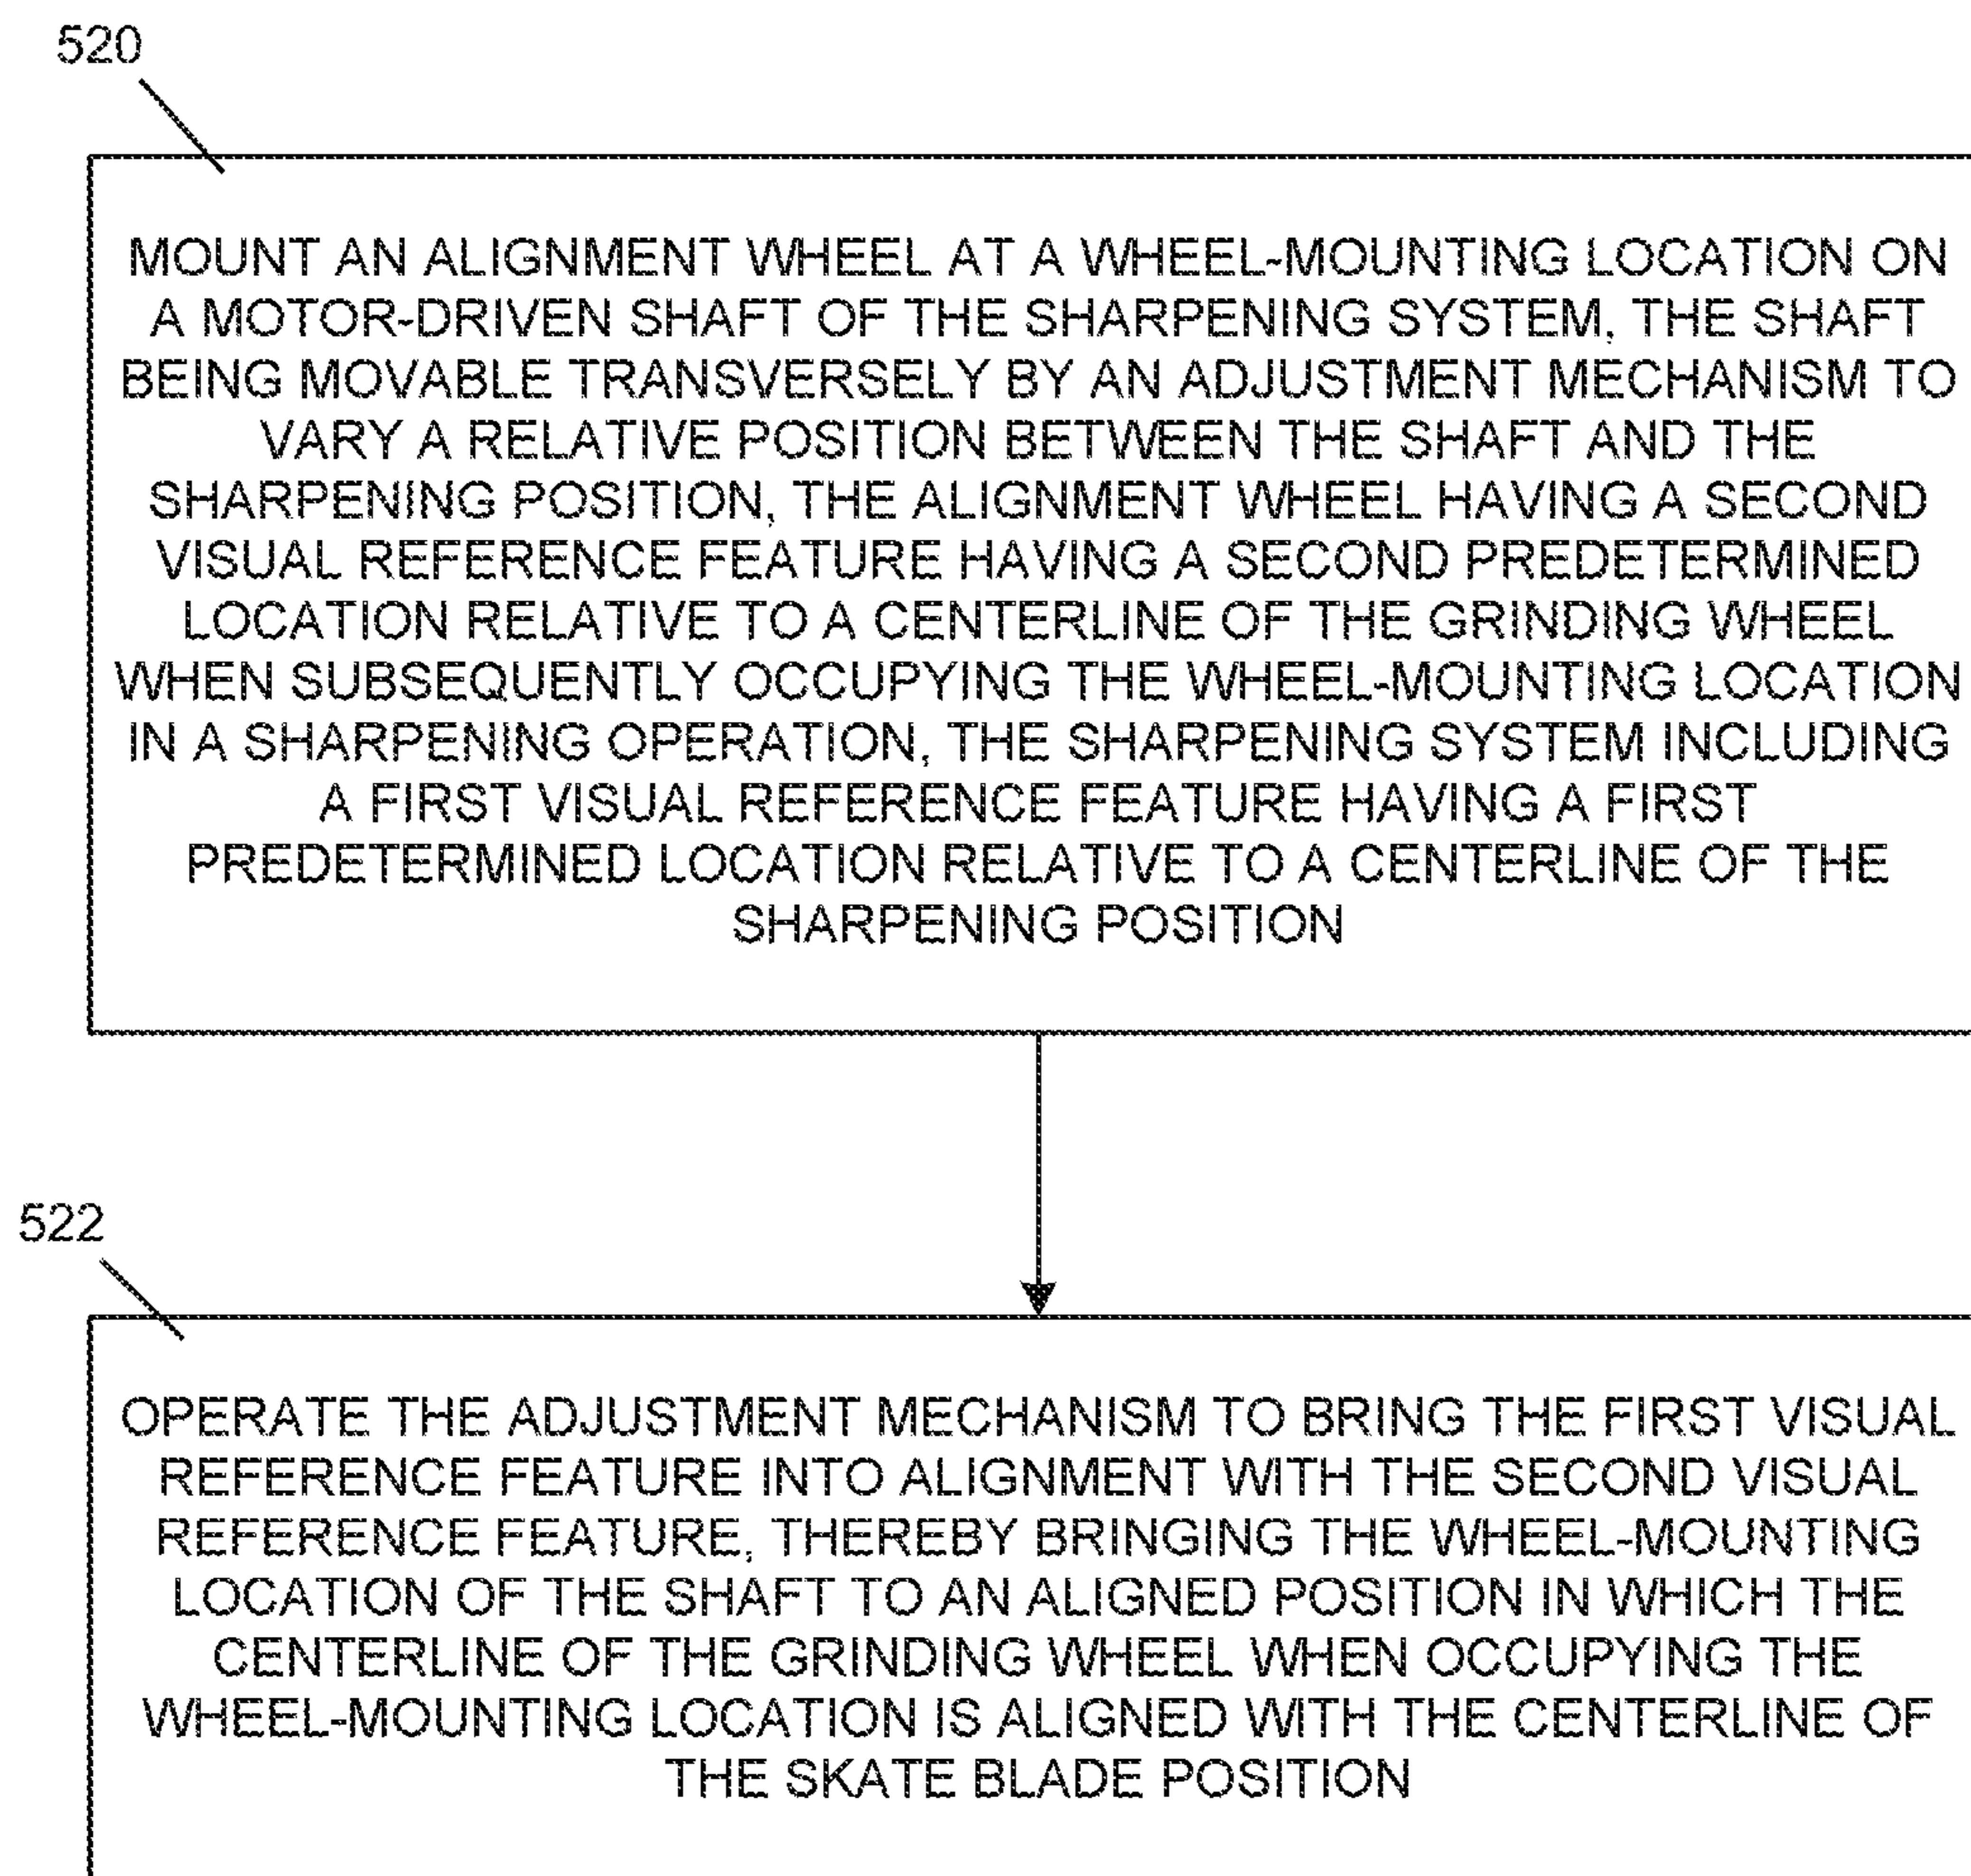 520
MOUNT AN ALIGNMENT WHEEL AT A WHEEL-MOUNTING LOCATION ON
A MOTOR-DRIVEN SHAFT OF THE SHARPENING SYSTEM, THE SHAFT
BEING MOVABLE TRANSVERSELY BY AN ADJUSTMENT MECHANISM TO
VARY A RELATIVE POSITION BETWEEN THE SHAFT AND THE
SHARPENING POSITION, THE ALIGNMENT WHEEL HAVING A SECOND
VISUAL REFERENCE FEATURE HAVING A SECOND PREDETERMINED
LOCATION RELATIVE TO A CENTERLINE OF THE GRINDING WHEEL
WHEN SUBSEQUENTLY OCCUPYING THE WHEEL-MOUNTING LOCATION
IN A SHARPENING OPERATION, THE SHARPENING SYSTEM INCLUDING
A FIRST VISUAL REFERENCE FEATURE HAVING A FIRST
PREDETERMINED LOCATION RELATIVE TO A CENTERLINE OF THE
SHARPENING POSITION
522
OPERATE THE ADJUSTMENT MECHANISM TO BRING THE FIRST VISUAL
REFERENCE FEATURE INTO ALIGNMENT WITH THE SECOND VISUAL
REFERENCE FEATURE, THEREBY BRINGING THE WHEEL-MOUNTING
LOCATION OF THE SHAFT TO AN ALIGNED POSITION IN WHICH THE
CENTERLINE OF THE GRINDING WHEEL WHEN OCCUPYING THE
WHEEL-MOUNTING LOCATION IS ALIGNED WITH THE CENTERLINE OF
THE SKATE BLADE POSITION